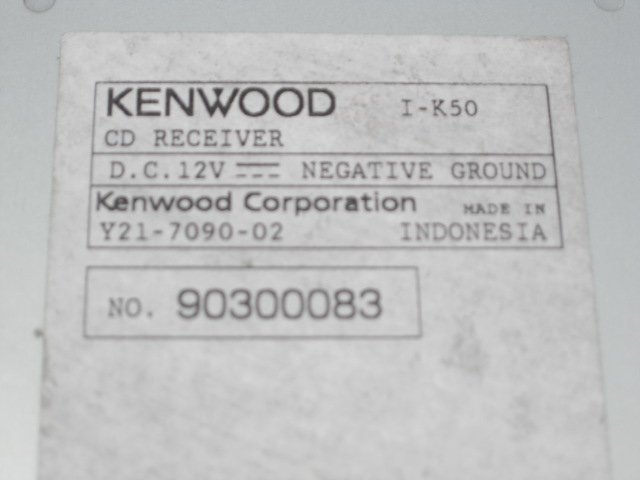 KENWOOD I-K50
CD RECEIVER
D.C.12V NEGATIVE GROUND
Kenwood Corporation MADE IN
Y21-7090-02 INDONESIA
NO. 90300083